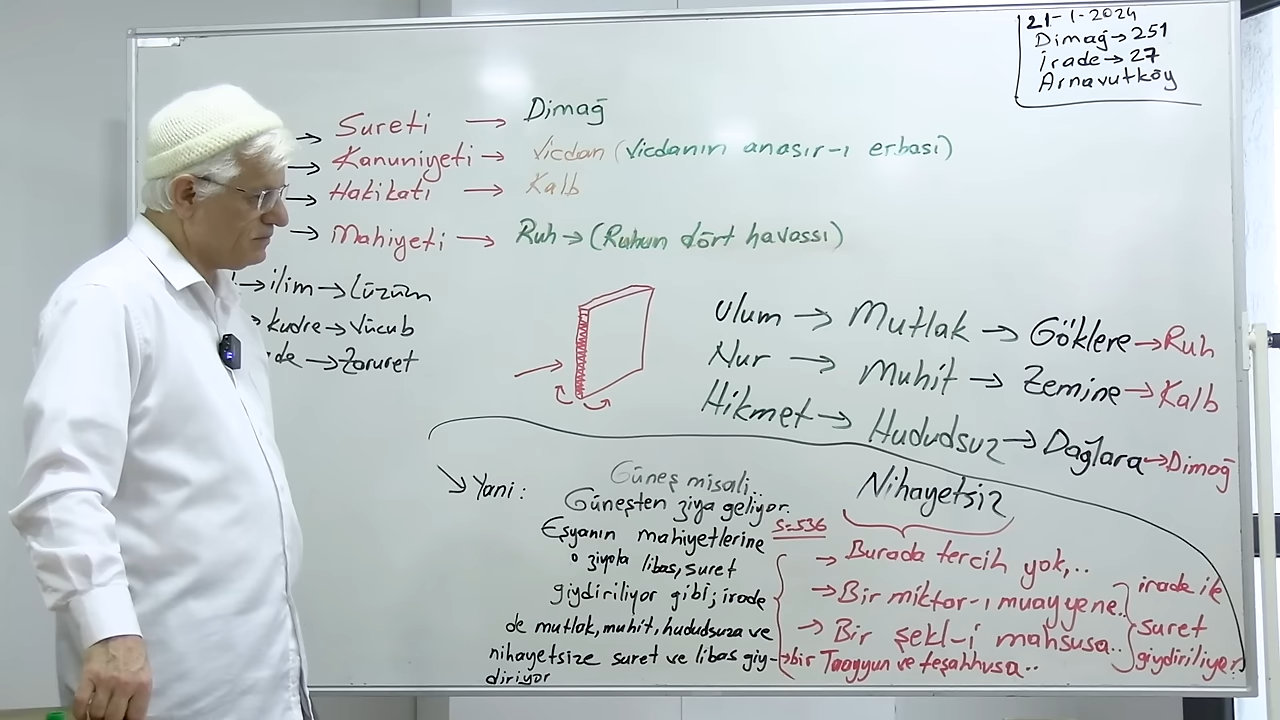 21-1-2024
Dimağ→251
irade→27
Arnavutköy
→ Sureti → Dimağ
→ Kanuniyeti → Vicdan (Vicdanın anasır-ı erbası)
→ Hakikatı → Kalb
→ Mahiyeti → Ruh → (Ruhun dört havassı)
→ ilim → Lüzüm
→ kudre → Vücub
de → Zaruret
Ulum → Mutlak → Göklere → Ruh
Nur → Muhit → Zemine → Kalb
Hikmet → Hududsuz → Dağlara → Dimağ
Yani:
Güneş misali..
Güneşten ziya geliyor.
Eşyanın mahiyetlerine
o ziyala libas, suret
giydiriliyor gibi; irade
de mutlak, muhit, hududsuza ve
nihayetsize suret ve libas giy-
diriyor
S=536
Nihayetsiz
→ Burada tercih yok,..
→ Bir miktar-ı muayyene..
→ Bir şekl-i mahsusa..
→ bir Taayyun ve teşahhusa..
irade ile
suret
giydiriliyor.